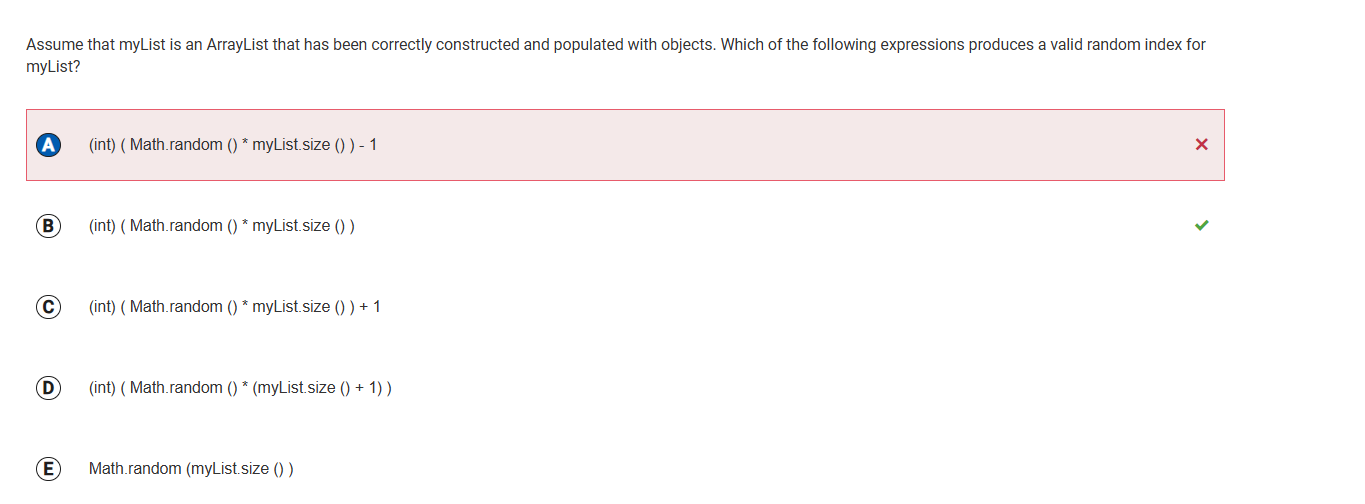 Assume that myList is an ArrayList that has been correctly constructed and populated with objects. Which of the following expressions produces a valid random index for
myList?
A (int) ( Math.random () * myList.size () ) - 1
B (int) ( Math.random () * myList.size () )
C (int) ( Math.random () * myList.size () ) + 1
D (int) ( Math.random () * (myList.size () + 1) )
E Math.random (myList.size () )